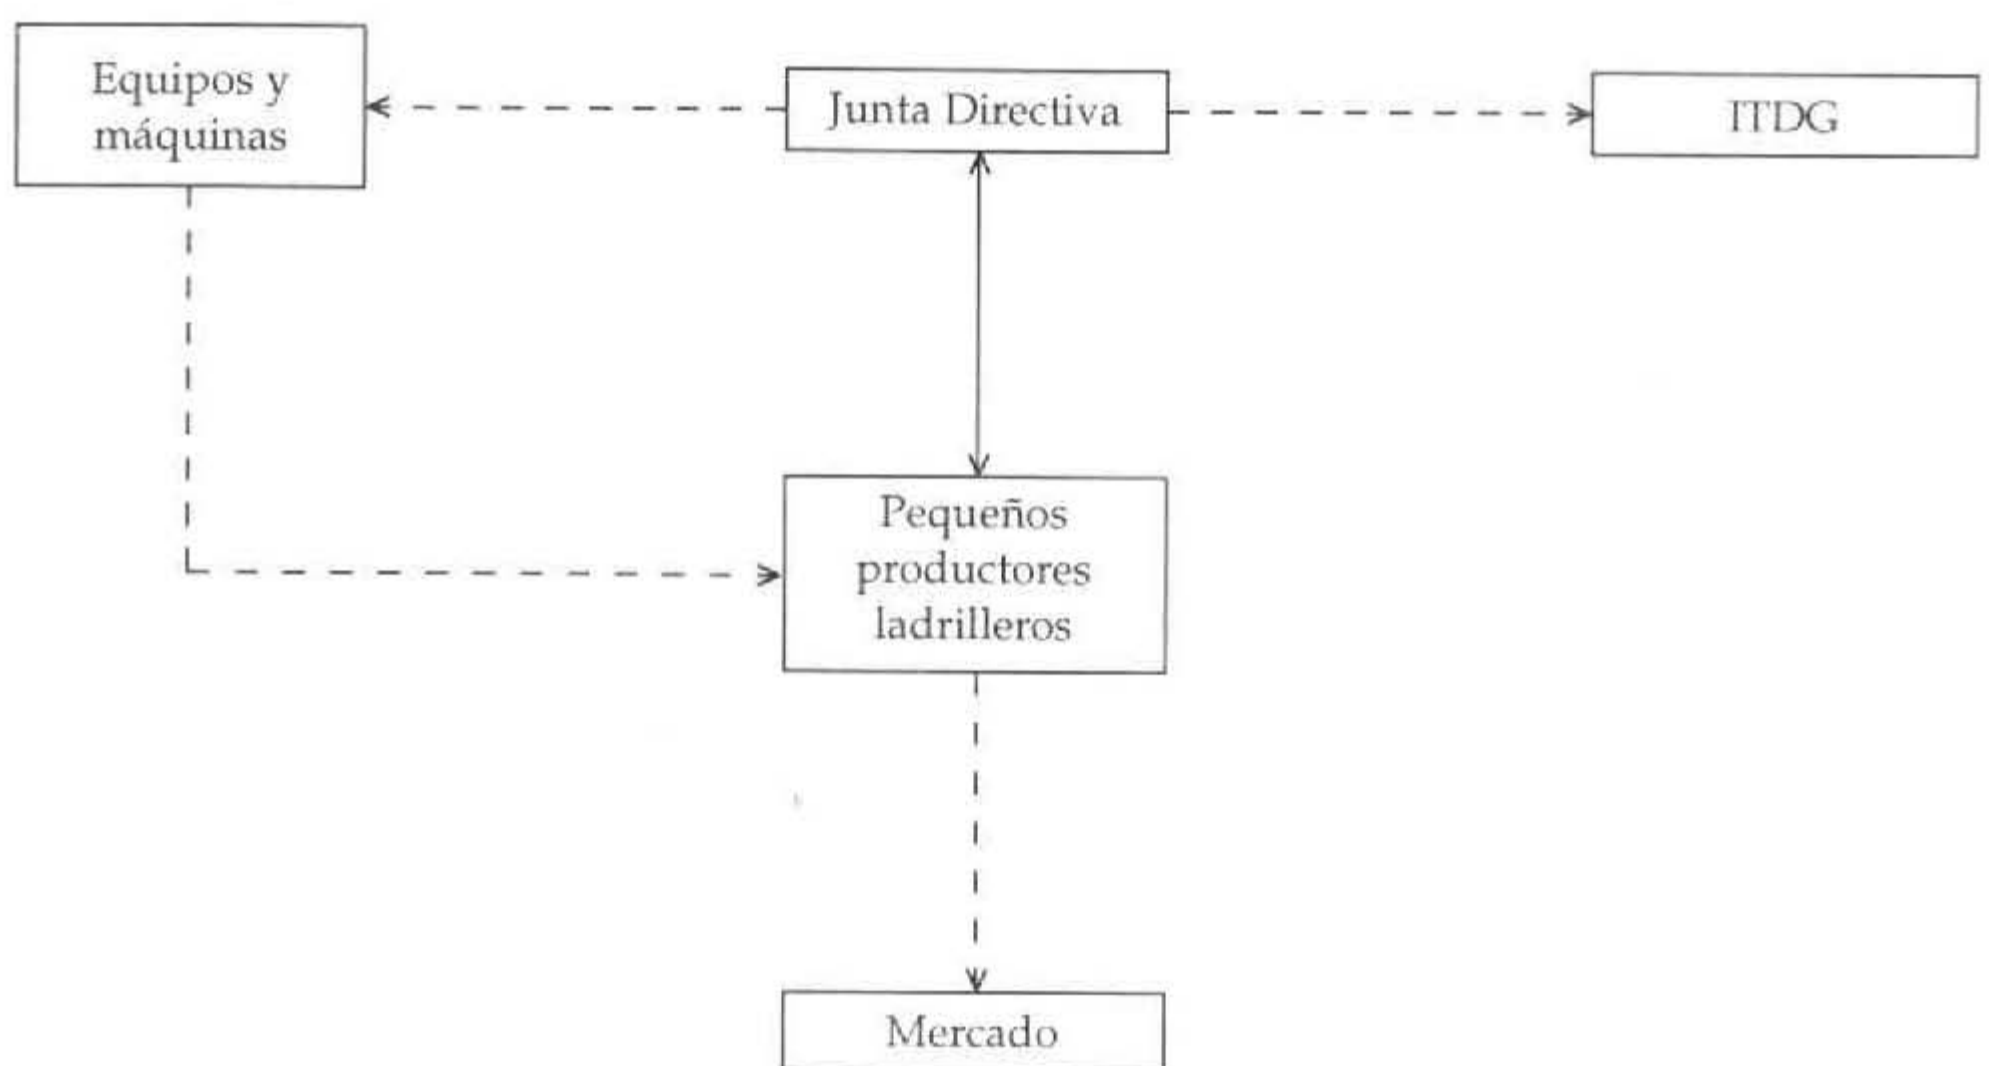 Equipos y
máquinas
Junta Directiva
ITDG
Pequeños
productores
ladrilleros
Mercado